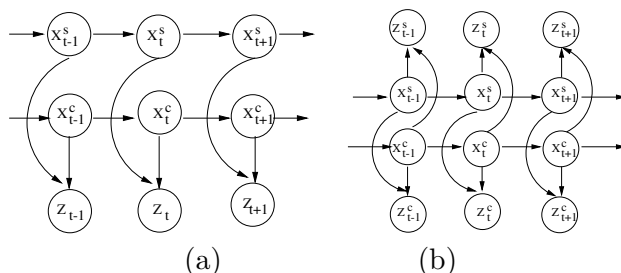 X^s_{t-1} X^s_t X^s_{t+1}
X^c_{t-1} X^c_t X^c_{t+1}
Z_{t-1} Z_t Z_{t+1}
(a)
Z^s_{t-1} Z^s_t Z^s_{t+1}
X^s_{t-1} X^s_t X^s_{t+1}
X^c_{t-1} X^c_t X^c_{t+1}
Z^c_{t-1} Z^c_t Z^c_{t+1}
(b)